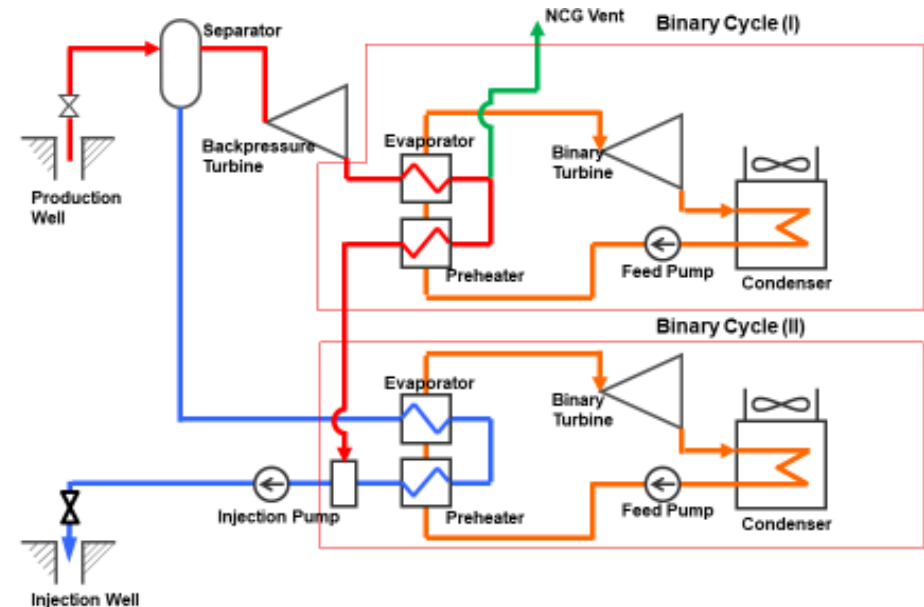 NCG Vent
Binary Cycle (I)
Separator
Backpressure
Turbine
Evaporator
Binary
Turbine
Production
Well
Preheater
Feed Pump
Condenser
Binary Cycle (II)
Evaporator
Binary
Turbine
Injection Pump
Preheater
Feed Pump
Condenser
Injection Well